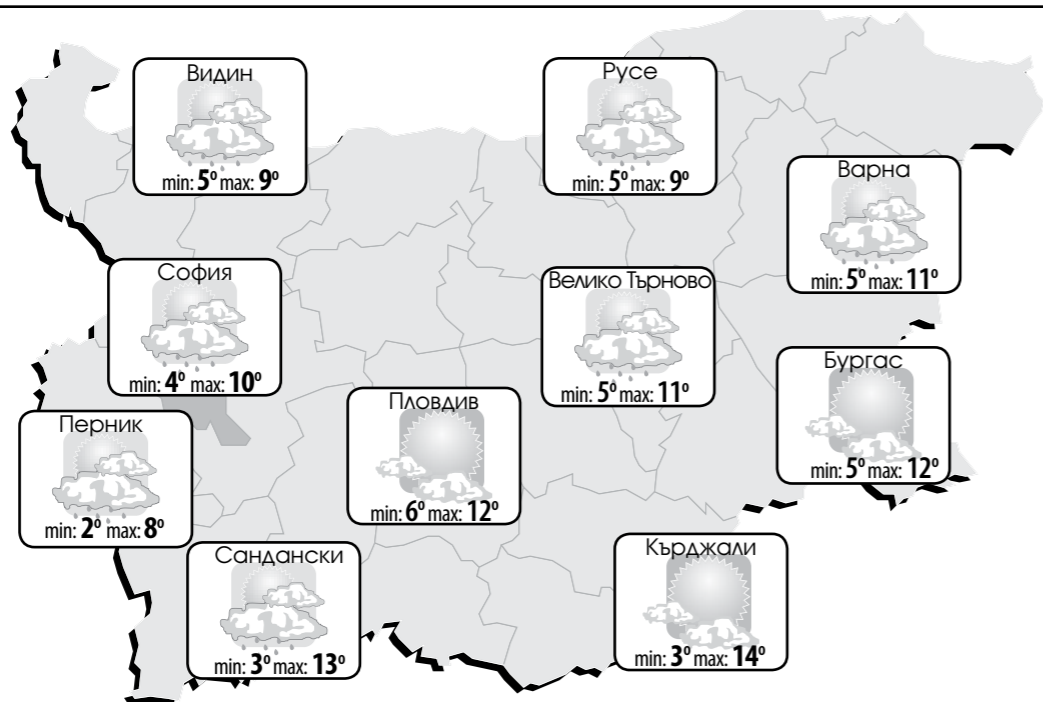 Видин
min: 5° max: 9°
Русе
min: 5° max: 9°
Варна
min: 5° max: 11°
София
min: 4° max: 10°
Велико Търново
min: 5° max: 11°
Бургас
min: 5° max: 12°
Пловдив
min: 6° max: 12°
Перник
min: 2° max: 8°
Сандански
min: 3° max: 13°
Кърджали
min: 3° max: 14°